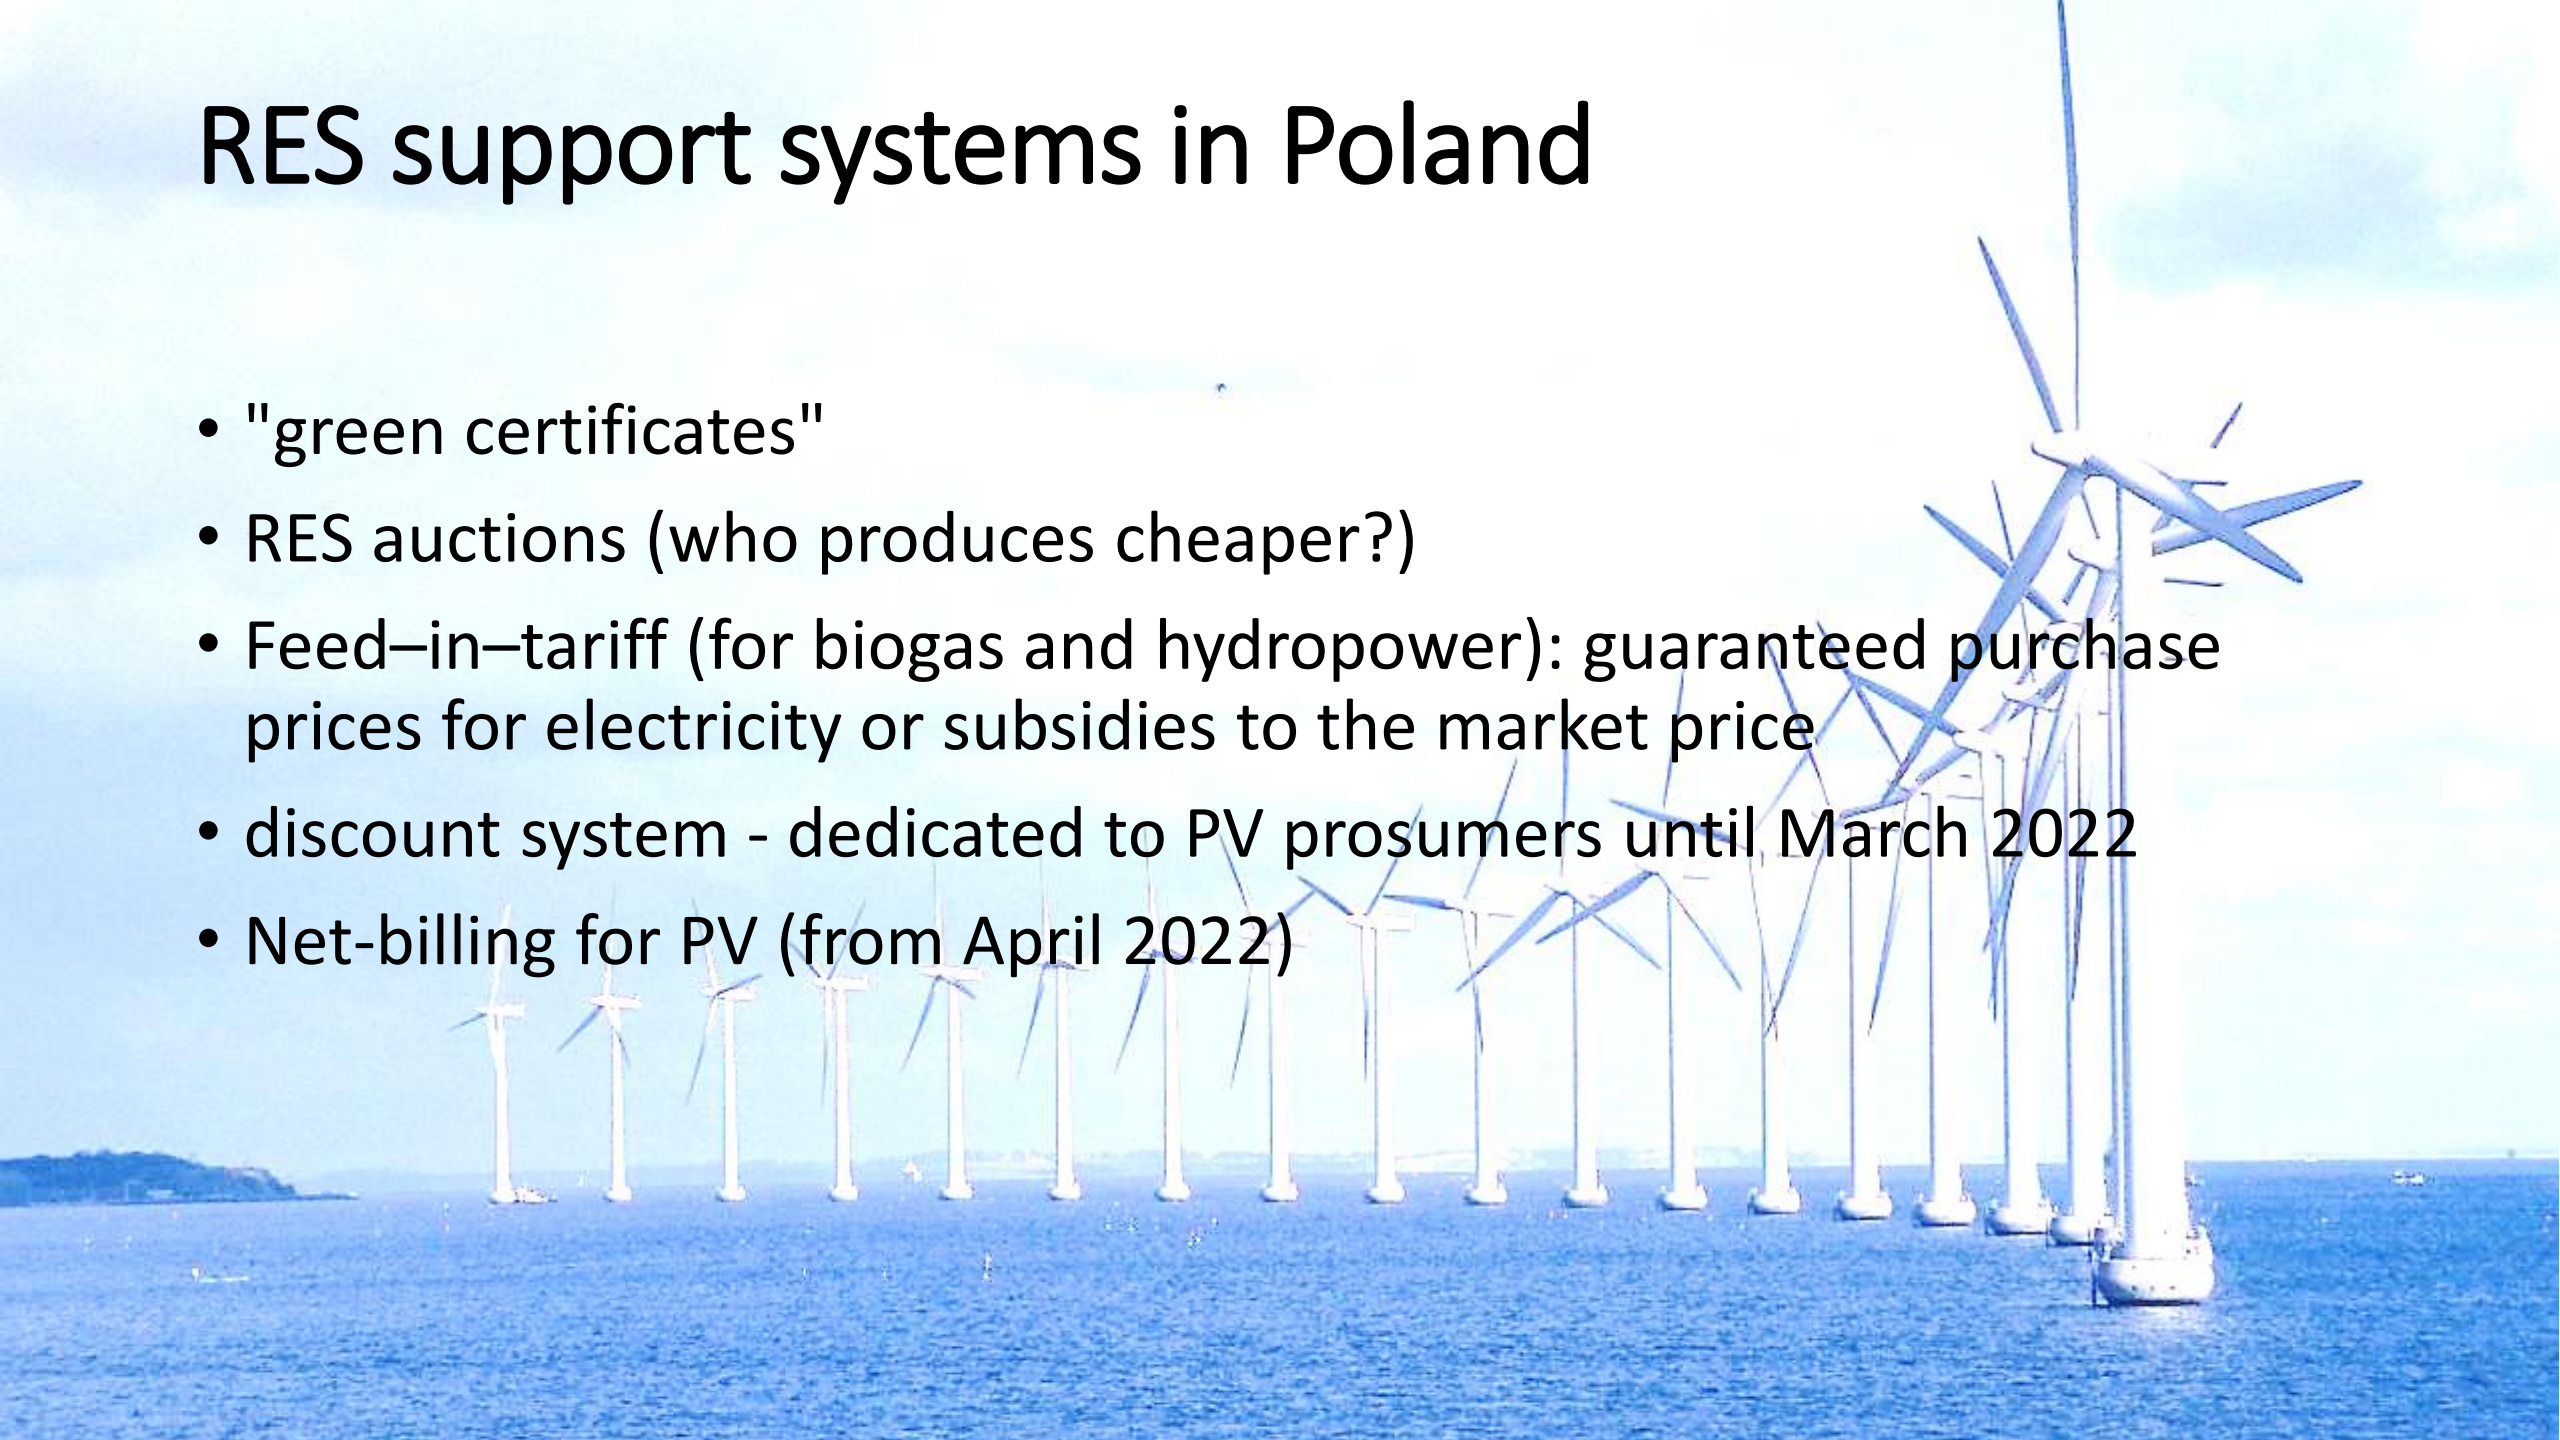 RES support systems in Poland
• "green certificates"
• RES auctions (who produces cheaper?)
• Feed–in–tariff (for biogas and hydropower): guaranteed purchase
prices for electricity or subsidies to the market price
• discount system - dedicated to PV prosumers until March 2022
• Net-billing for PV (from April 2022)